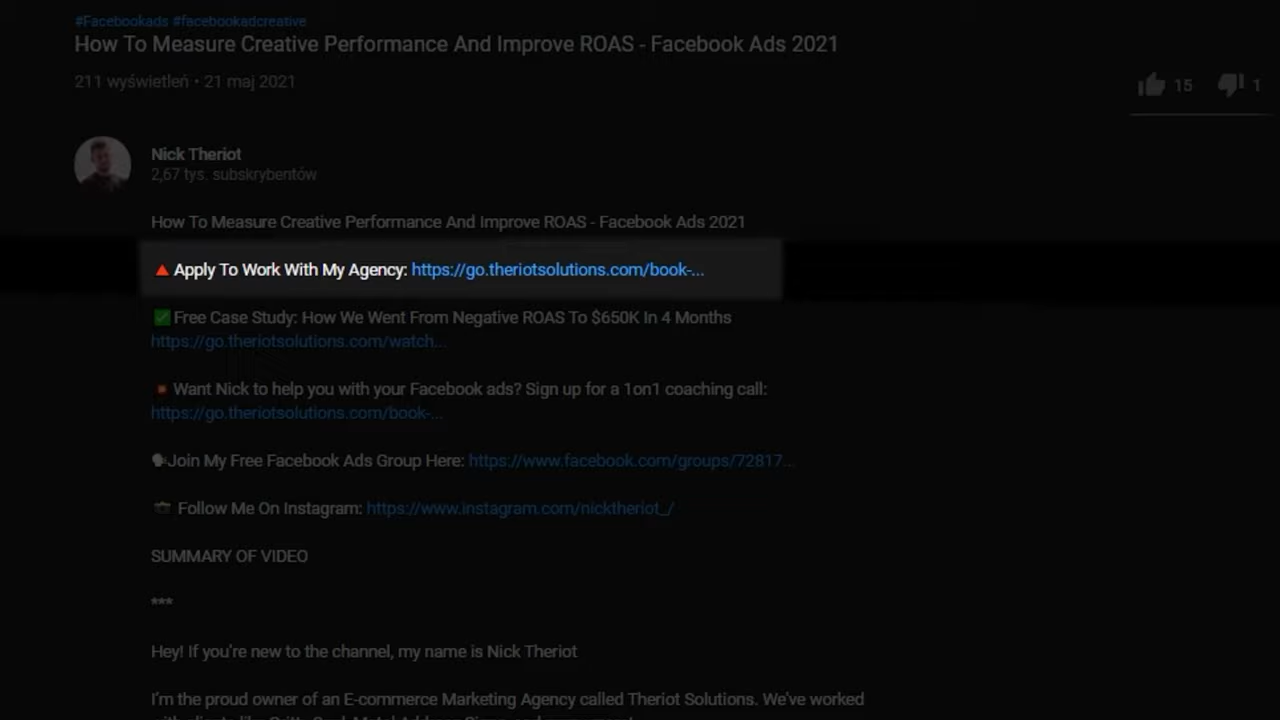 #Facebookads #facebookadcreative
How To Measure Creative Performance And Improve ROAS - Facebook Ads 2021
211 wyświetleń • 21 maj 2021
15
1
Nick Theriot
2,67 tys. subskrybentów
How To Measure Creative Performance And Improve ROAS - Facebook Ads 2021
🔺Apply To Work With My Agency: https://go.theriotsolutions.com/book-...
✅Free Case Study: How We Went From Negative ROAS To $650K In 4 Months
https://go.theriotsolutions.com/watch...
Want Nick to help you with your Facebook ads? Sign up for a 1on1 coaching call:
https://go.theriotsolutions.com/book-...
🗣Join My Free Facebook Ads Group Here: https://www.facebook.com/groups/72817...
📷 Follow Me On Instagram: https://www.instagram.com/nicktheriot_/
SUMMARY OF VIDEO
***
Hey! If you're new to the channel, my name is Nick Theriot
I'm the proud owner of an E-commerce Marketing Agency called Theriot Solutions. We've worked